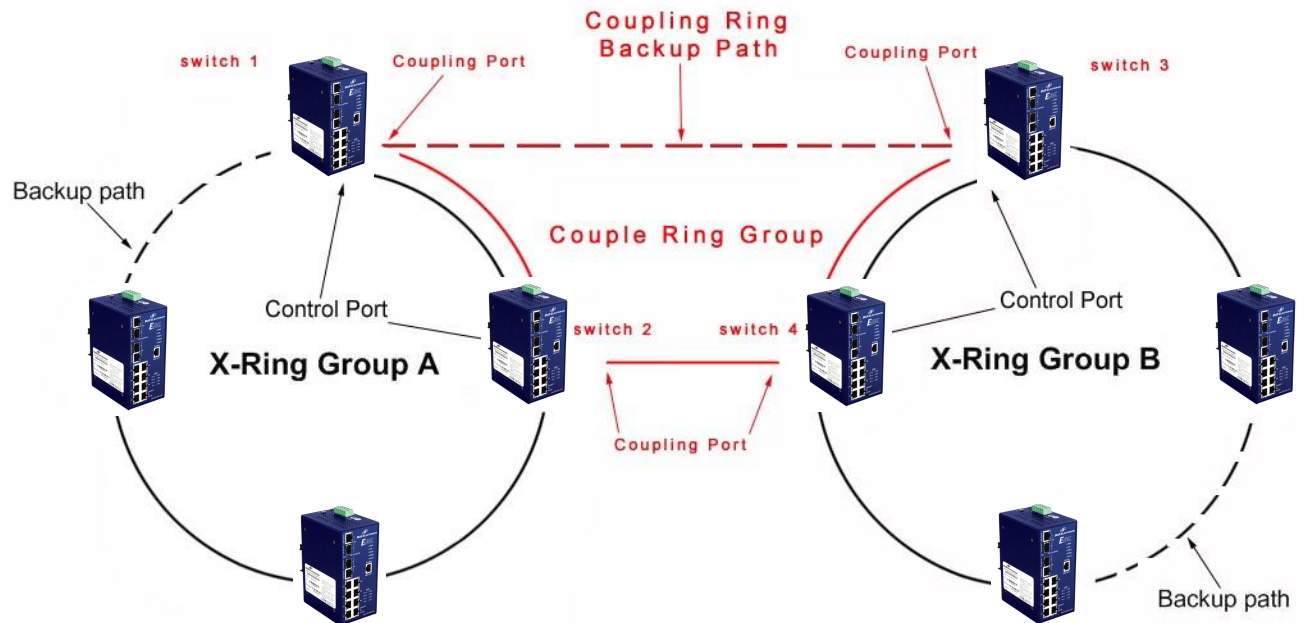 Coupling Ring
Backup Path
switch 1
Coupling Port
Coupling Port
switch 3
Backup path
Couple Ring Group
Control Port
Control Port
switch 2
switch 4
X-Ring Group A
X-Ring Group B
Coupling Port
Backup path